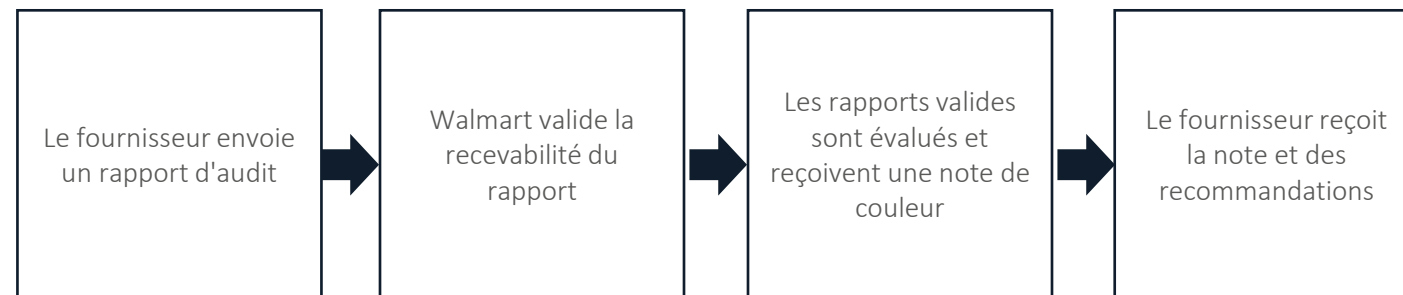 Le fournisseur envoie
un rapport d'audit
Walmart valide la
recevabilité du
rapport
Les rapports valides
sont évalués et
reçoivent une note de
couleur
Le fournisseur reçoit
la note et des
recommandations